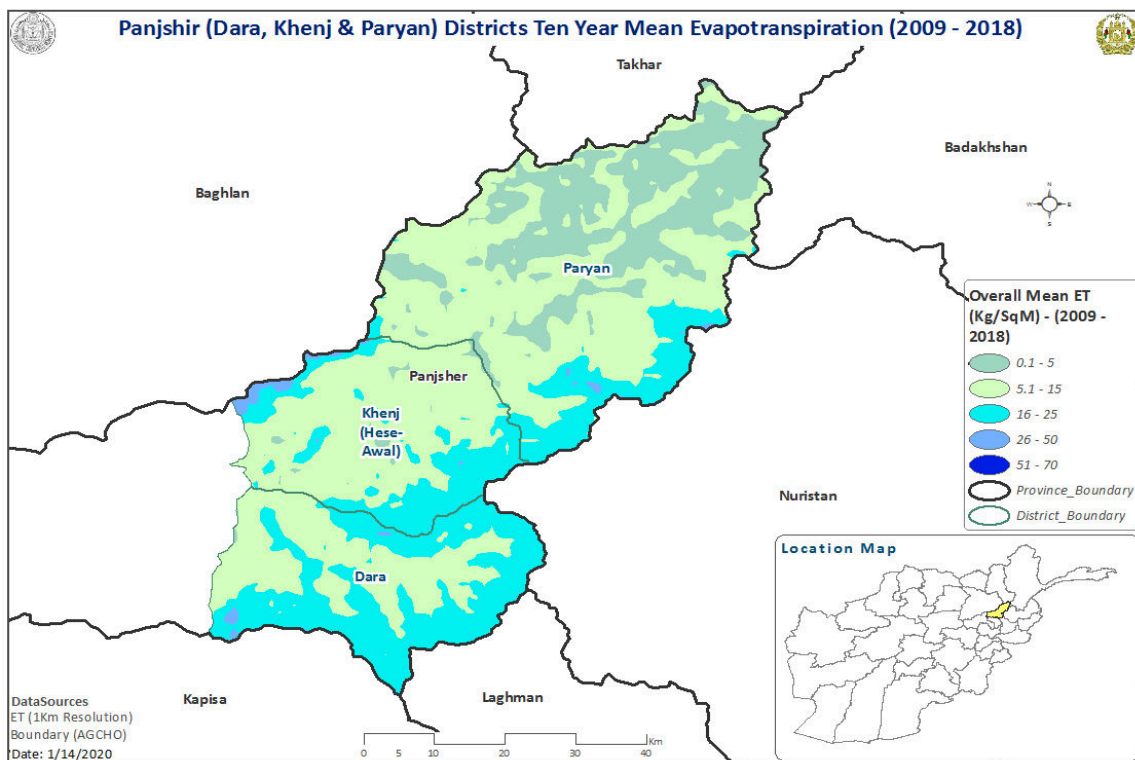 Panjshir (Dara, Khenj & Paryan) Districts Ten Year Mean Evapotranspiration (2009 - 2018)
Takhar
Badakhshan
Baghlan
N
W
E
S
Paryan
Overall Mean ET
(Kg/SqM) - (2009 -
2018)
0.1 - 5
5.1 - 15
16 - 25
26 - 50
51 - 70
Province_Boundary
District_Boundary
Panjsher
Khenj
(Hese-
Awal)
Nuristan
Location Map
Dara
Kapisa
Laghman
DataSources
ET (1Km Resolution)
Boundary (AGCHO)
Date: 1/14/2020
Km
0 5 10 20 30 40